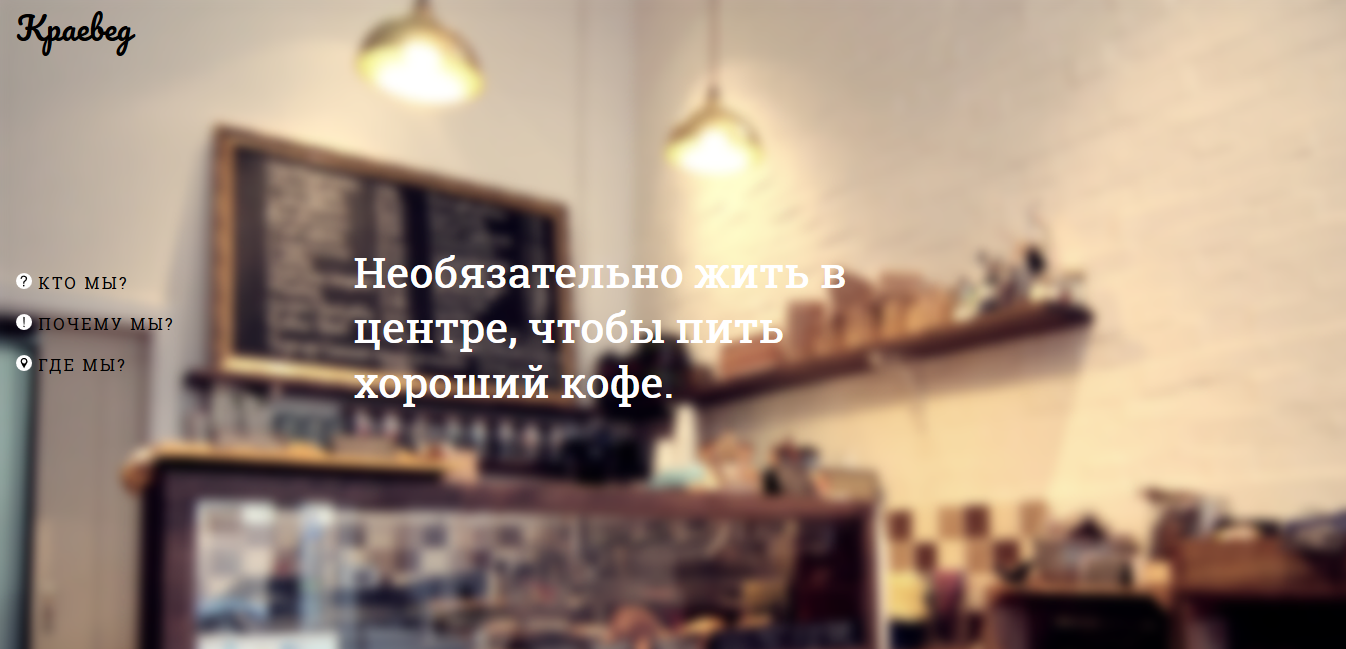 Краевед
КТО МЫ?
ПОЧЕМУ МЫ?
ГДЕ МЫ?
Необязательно жить в
центре, чтобы пить
хороший кофе.